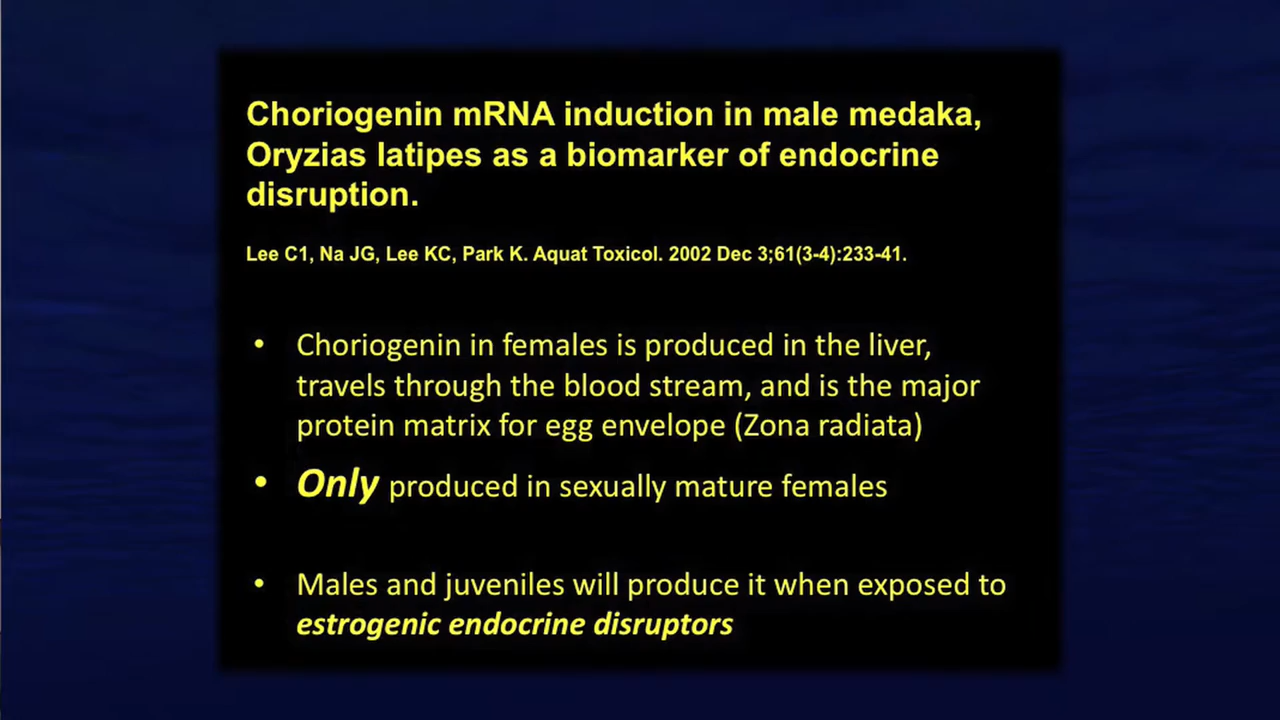 Choriogenin mRNA induction in male medaka,
Oryzias latipes as a biomarker of endocrine
disruption.
Lee C1, Na JG, Lee KC, Park K. Aquat Toxicol. 2002 Dec 3;61(3-4):233-41.
• Choriogenin in females is produced in the liver,
travels through the blood stream, and is the major
protein matrix for egg envelope (Zona radiata)
• Only produced in sexually mature females
• Males and juveniles will produce it when exposed to
estrogenic endocrine disruptors